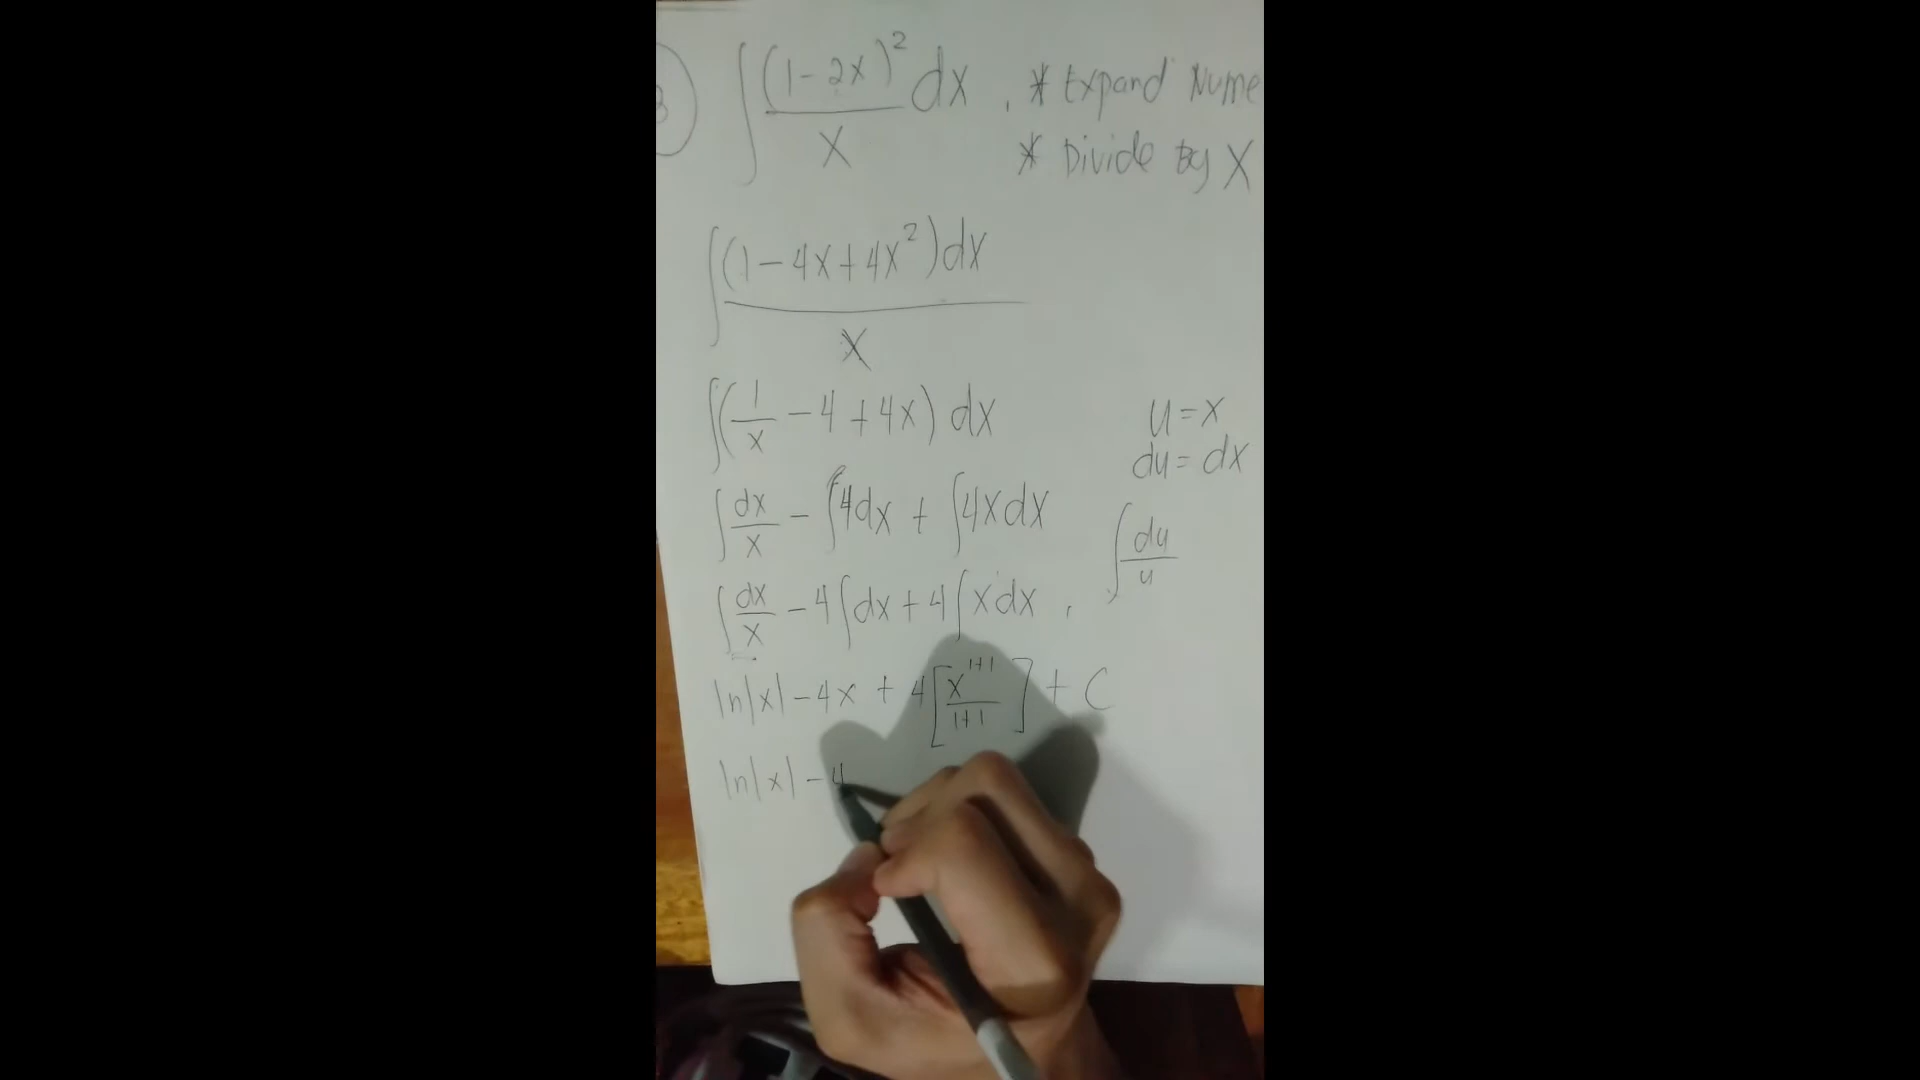 3) ∫ (1-2x)² dx / x , * Expand Nume
* Divide By X
∫ (1-4x+4x²)dx / x
∫(1/x - 4 + 4x) dx
u = x
du = dx
∫ dx/x - ∫4dx + ∫4xdx
∫ du/u
∫ dx/x - 4∫dx + 4∫xdx ,
ln|x| - 4x + 4[x^(1+1) / 1+1] + C
ln|x| - 4